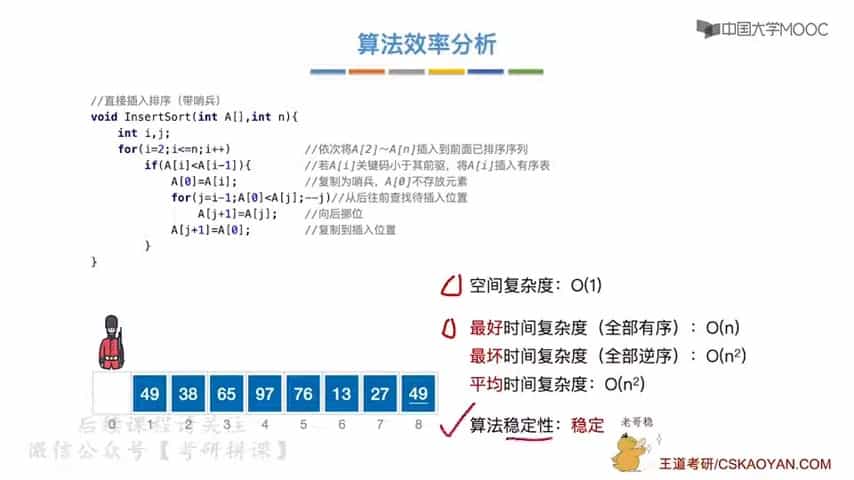 中国大学MOOC
算法效率分析
//直接插入排序（带哨兵）
void InsertSort(int A[],int n){
int i,j;
for(i=2;i<=n;i++) //依次将A[2]～A[n]插入到前面已排序序列
if(A[i]<A[i-1]){ //若A[i]关键码小于其前驱，将A[i]插入有序表
A[0]=A[i]; //复制为哨兵，A[0]不存放元素
for(j=i-1;A[0]<A[j];--j)//从后往前查找待插入位置
A[j+1]=A[j]; //向后挪位
A[j+1]=A[0]; //复制到插入位置
}
}
空间复杂度：O(1)
最好时间复杂度（全部有序）：O(n)
最坏时间复杂度（全部逆序）：O(n²)
平均时间复杂度：O(n²)
算法稳定性：稳定
老哥稳
49 38 65 97 76 13 27 49
0 1 2 3 4 5 6 7 8
后续课程请关注
微信公众号【考研拼课】
王道考研/CSKAOYAN.COM